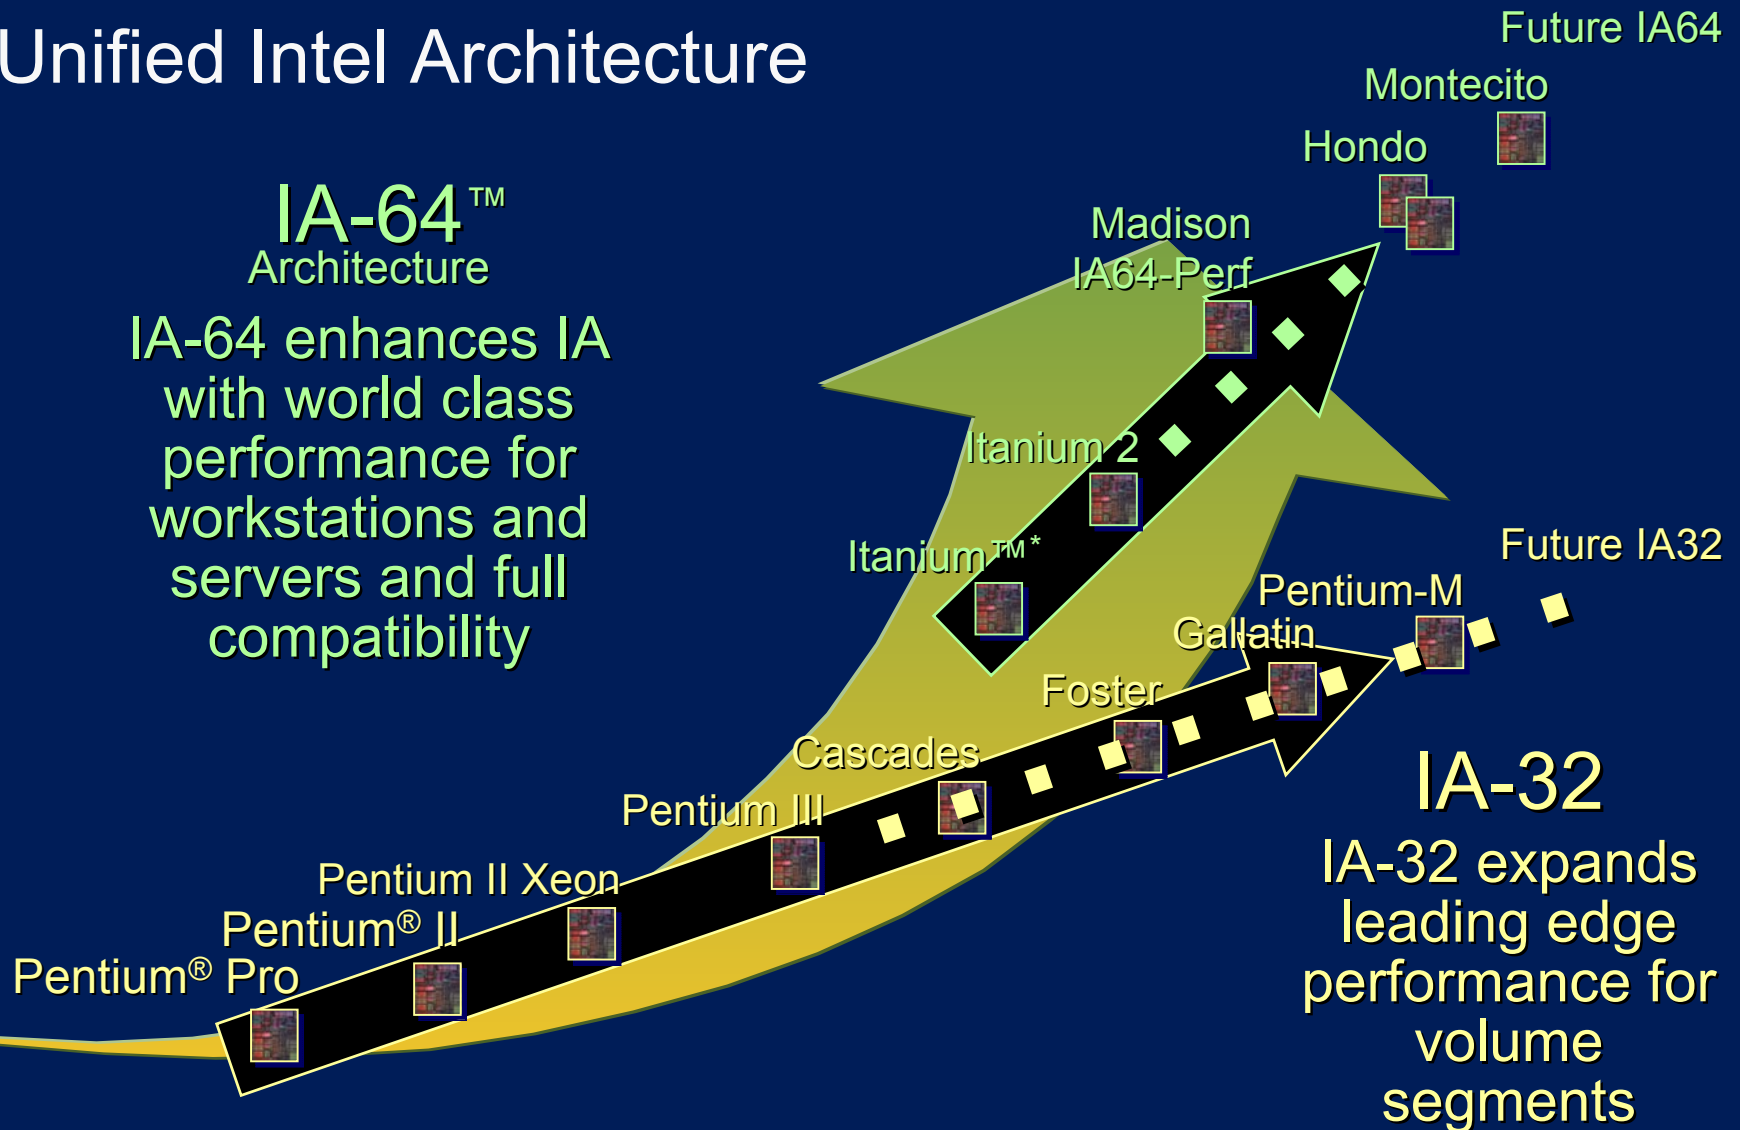 Unified Intel Architecture
Future IA64
Montecito
Hondo
IA-64™
Architecture
IA-64 enhances IA
with world class
performance for
workstations and
servers and full
compatibility
Madison
IA64-Perf
Itanium 2
Itanium™*
Future IA32
Pentium-M
Gallatin
Foster
Cascades
Pentium III
Pentium II Xeon
Pentium® II
Pentium® Pro
IA-32
IA-32 expands
leading edge
performance for
volume
segments